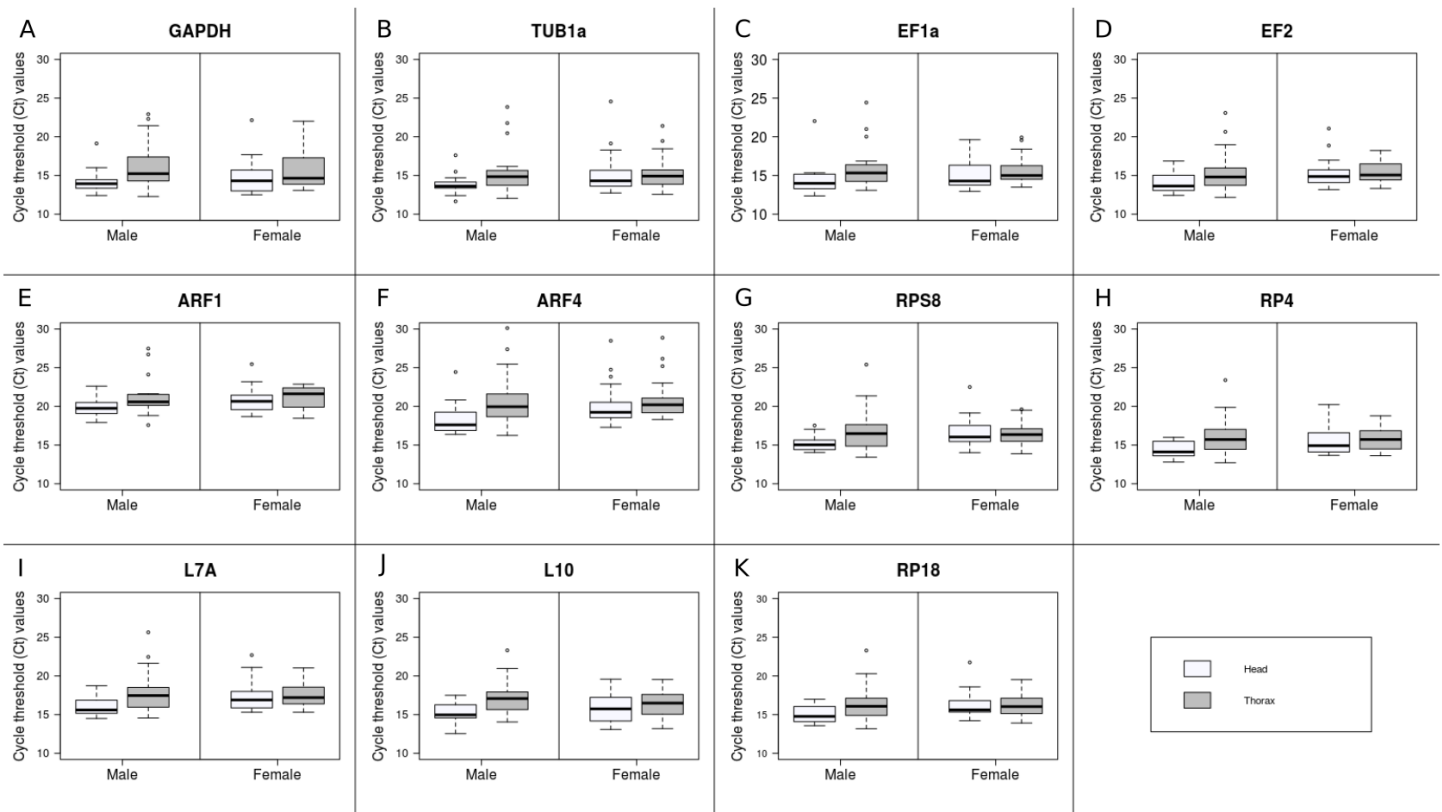 A GAPDH
Cycle threshold (Ct) values
30
25
20
15
10
Male Female
B TUB1a
Cycle threshold (Ct) values
30
25
20
15
10
Male Female
C EF1a
Cycle threshold (Ct) values
30
25
20
15
10
Male Female
D EF2
Cycle threshold (Ct) values
30
25
20
15
10
Male Female
E ARF1
Cycle threshold (Ct) values
30
25
20
15
10
Male Female
F ARF4
Cycle threshold (Ct) values
30
25
20
15
10
Male Female
G RPS8
Cycle threshold (Ct) values
30
25
20
15
10
Male Female
H RP4
Cycle threshold (Ct) values
30
25
20
15
10
Male Female
I L7A
Cycle threshold (Ct) values
30
25
20
15
10
Male Female
J L10
Cycle threshold (Ct) values
30
25
20
15
10
Male Female
K RP18
Cycle threshold (Ct) values
30
25
20
15
10
Male Female
Head
Thorax